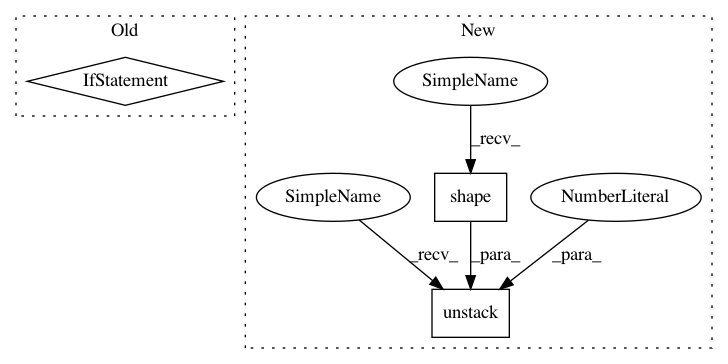 Old
New
IfStatement
SimpleName
_recv_
SimpleName
shape
NumberLiteral
_recv_
_para_
_para_
unstack